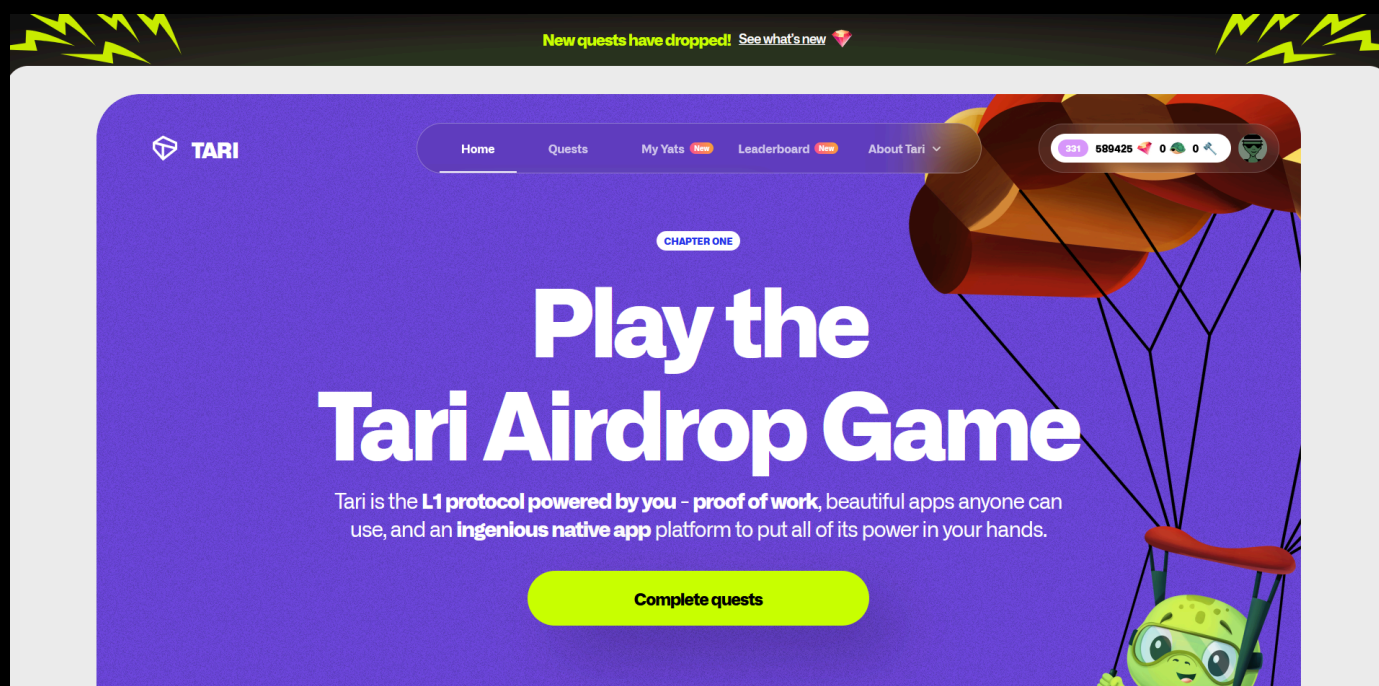 New quests have dropped! See what's new
TARI
Home Quests My Yats New Leaderboard New About Tari
331 589425 0 0
CHAPTER ONE
Play the
Tari Airdrop Game
Tari is the L1 protocol powered by you - proof of work, beautiful apps anyone can
use, and an ingenious native app platform to put all of its power in your hands.
Complete quests